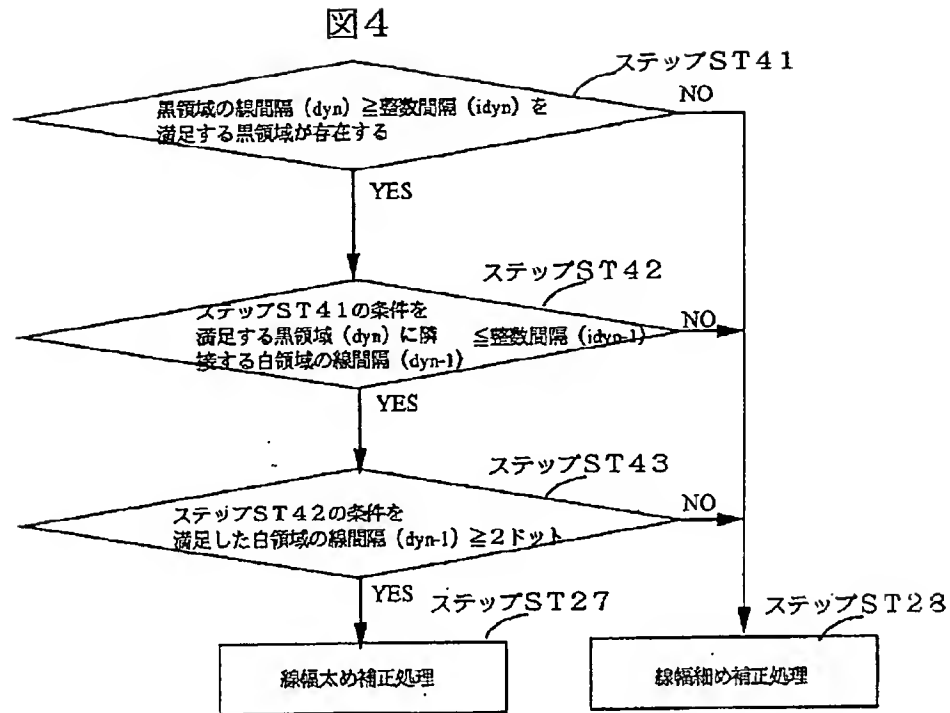 図4
ステップST41
黒領域の線間隔 (dyn) ≧整数間隔 (idyn) を
満足する黒領域が存在する
NO
YES
ステップST42
ステップST41の条件を
満足する黒領域 (dyn) に隣
接する白領域の線間隔 (dyn-1)
≦整数間隔 (idyn-1)
NO
YES
ステップST43
ステップST42の条件を
満足した白領域の線間隔 (dyn-1) ≧2ドット
NO
YES
ステップST27
ステップST28
線幅太め補正処理
線幅細め補正処理